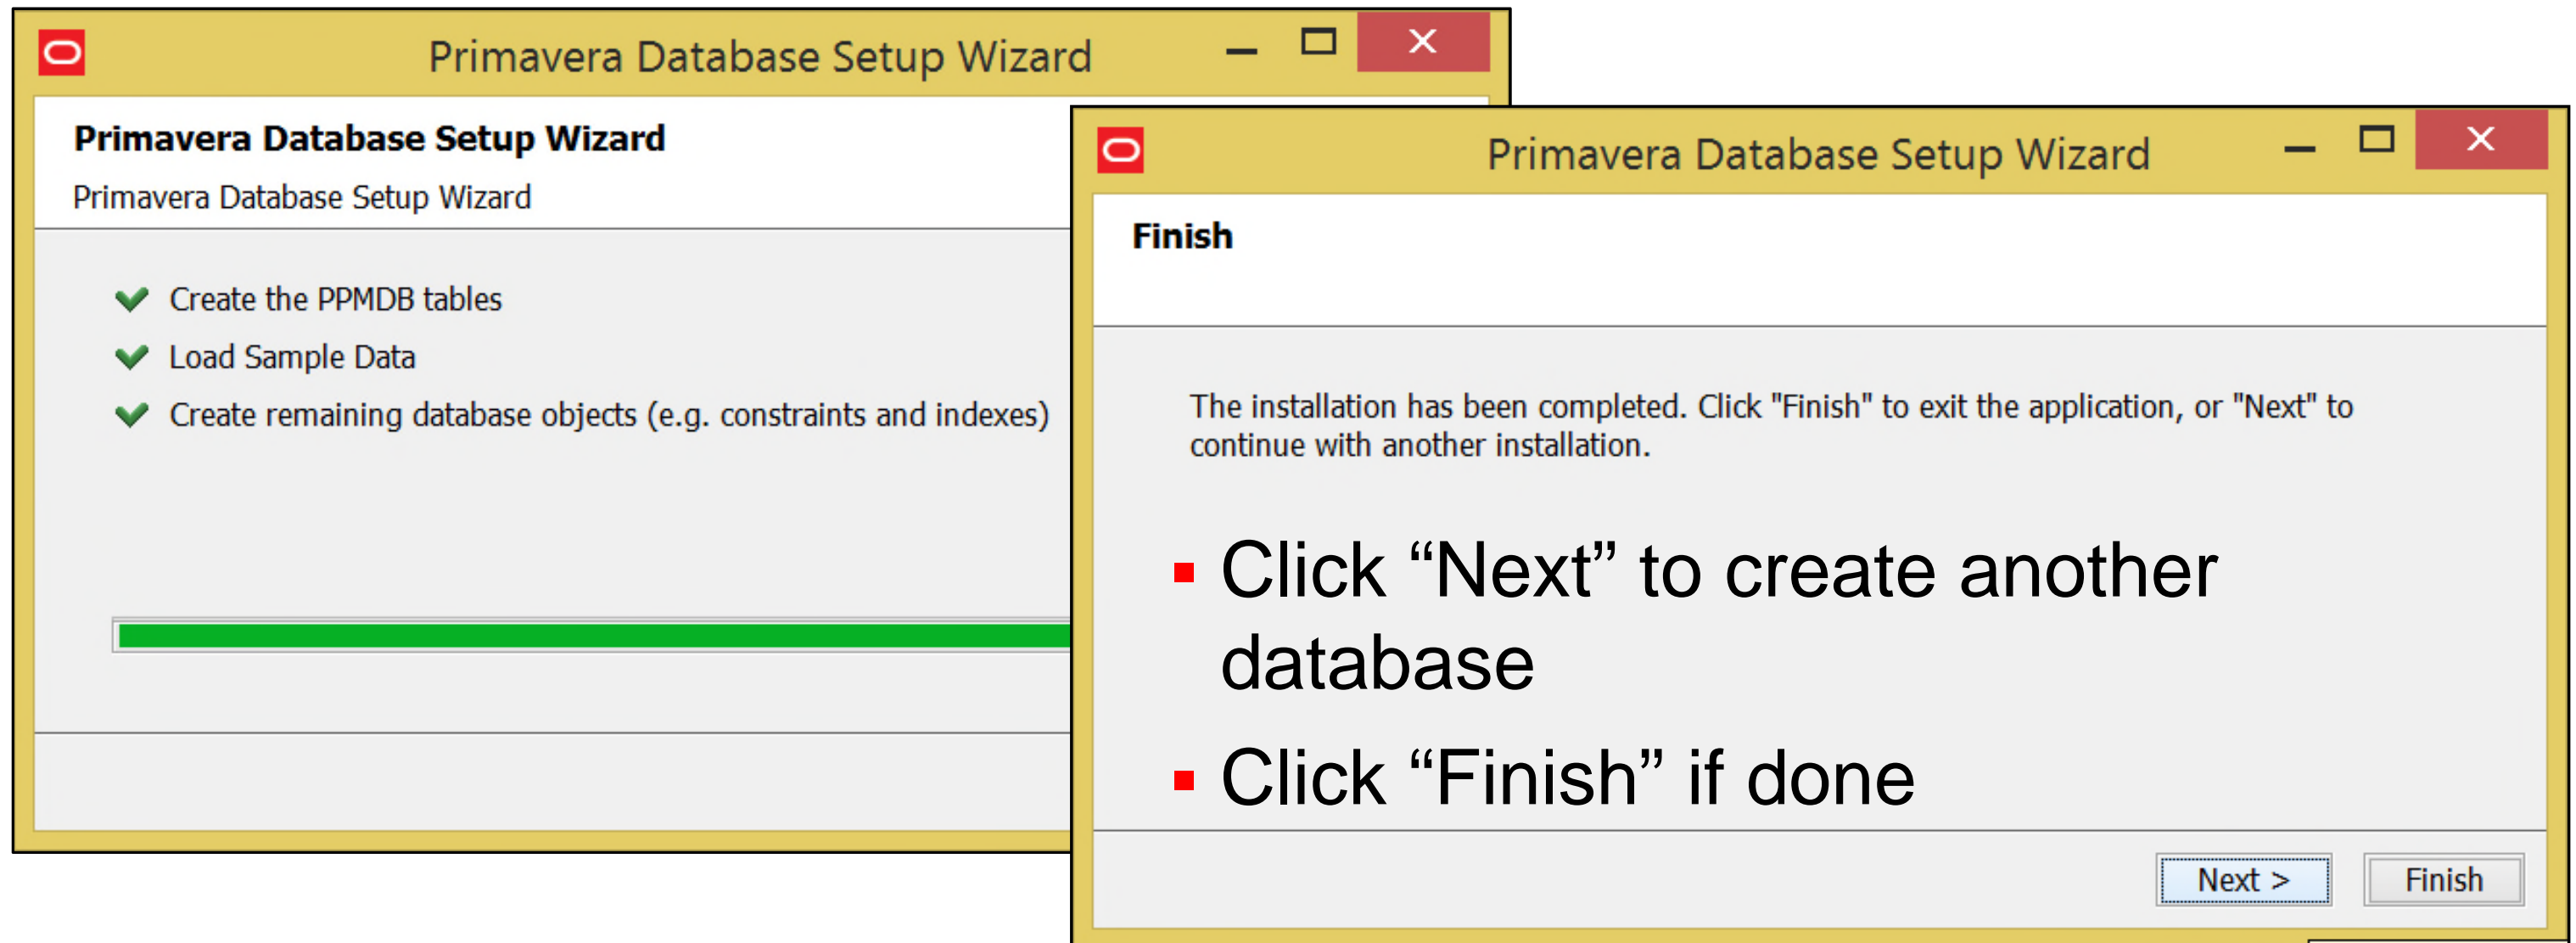 Primavera Database Setup Wizard
Primavera Database Setup Wizard
Primavera Database Setup Wizard
Create the PPMDB tables
Load Sample Data
Create remaining database objects (e.g. constraints and indexes)
Primavera Database Setup Wizard
Finish
The installation has been completed. Click "Finish" to exit the application, or "Next" to
continue with another installation.
▪ Click “Next” to create another
database
▪ Click “Finish” if done
Next >
Finish